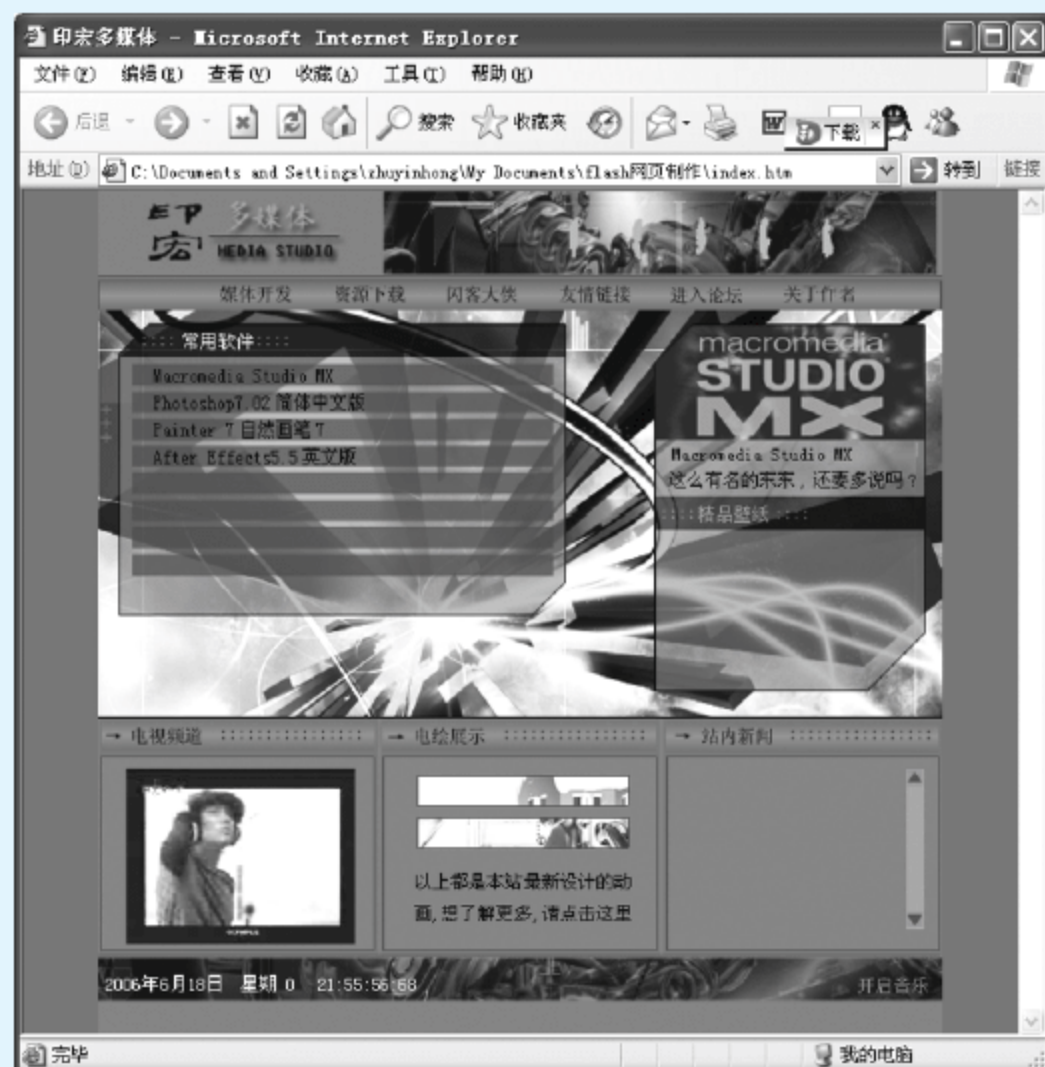 印宏多媒体 - Microsoft Internet Explorer
文件(F) 编辑(E) 查看(V) 收藏(A) 工具(T) 帮助(H)
后退 搜索 收藏夹 下载
地址(D) C:\Documents and Settings\zhuyinhong\My Documents\flash网页制作\index.htm 转到 链接
印宏 多媒体
MEDIA STUDIO
媒体开发 资源下载 闪客大侠 友情链接 进入论坛 关于作者
:::: 常用软件 ::::
Macromedia Studio MX
Photoshop7.02 简体中文版
Painter 7 自然画笔 7
After Effects5.5 英文版
macromedia
STUDIO
MX
Macromedia Studio MX
这么有名的东东，还要多说吗？
:::: 精品壁纸 ::::
→ 电视频道 → 电绘展示 → 站内新闻
OLYMPUS
以上都是本站最新设计的动
画,想了解更多,请点击这里
2006年6月18日 星期 0 21:55:56:68 开启音乐
完毕 我的电脑